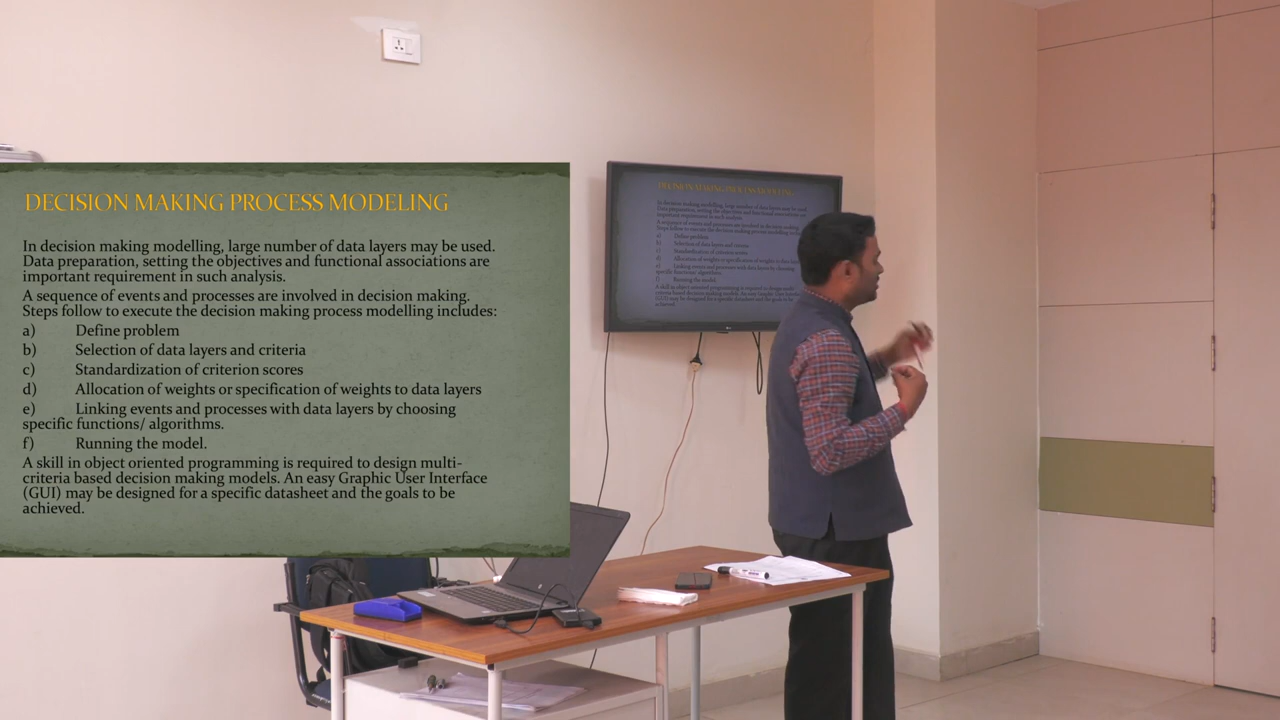 DECISION MAKING PROCESS MODELING
In decision making modelling, large number of data layers may be used.
Data preparation, setting the objectives and functional associations are
important requirement in such analysis.
A sequence of events and processes are involved in decision making.
Steps follow to execute the decision making process modelling includes:
a) Define problem
b) Selection of data layers and criteria
c) Standardization of criterion scores
d) Allocation of weights or specification of weights to data layers
e) Linking events and processes with data layers by choosing
specific functions/ algorithms.
f) Running the model.
A skill in object oriented programming is required to design multi-
criteria based decision making models. An easy Graphic User Interface
(GUI) may be designed for a specific datasheet and the goals to be
achieved.